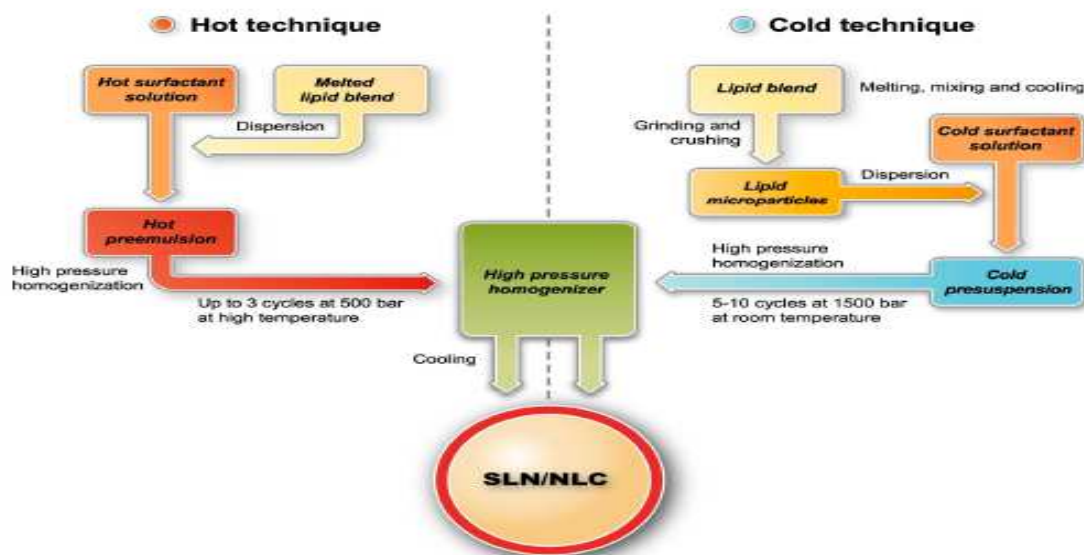 Hot technique
Hot surfactant
solution
Melted
lipid blend
Dispersion
Hot
preemulsion
High pressure
homogenization
Up to 3 cycles at 500 bar
at high temperature
Cold technique
Lipid blend
Melting, mixing and cooling
Grinding and
crushing
Cold surfactant
solution
Lipid
microparticles
Dispersion
High pressure
homogenization
Cold
presuspension
5-10 cycles at 1500 bar
at room temperature
High pressure
homogenizer
Cooling
SLN/NLC